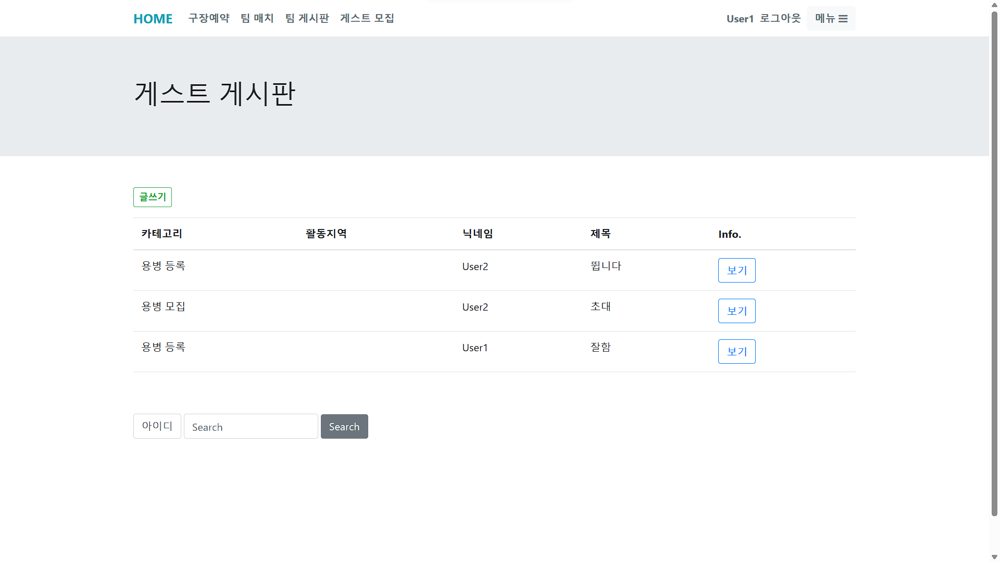 HOME 구장예약 팀 매치 팀 게시판 게스트 모집 User1 로그아웃 메뉴
게스트 게시판
글쓰기
카테고리 활동지역 닉네임 제목 Info.
용병 등록 User2 뜁니다 보기
용병 모집 User2 초대 보기
용병 등록 User1 잘함 보기
아이디 Search Search